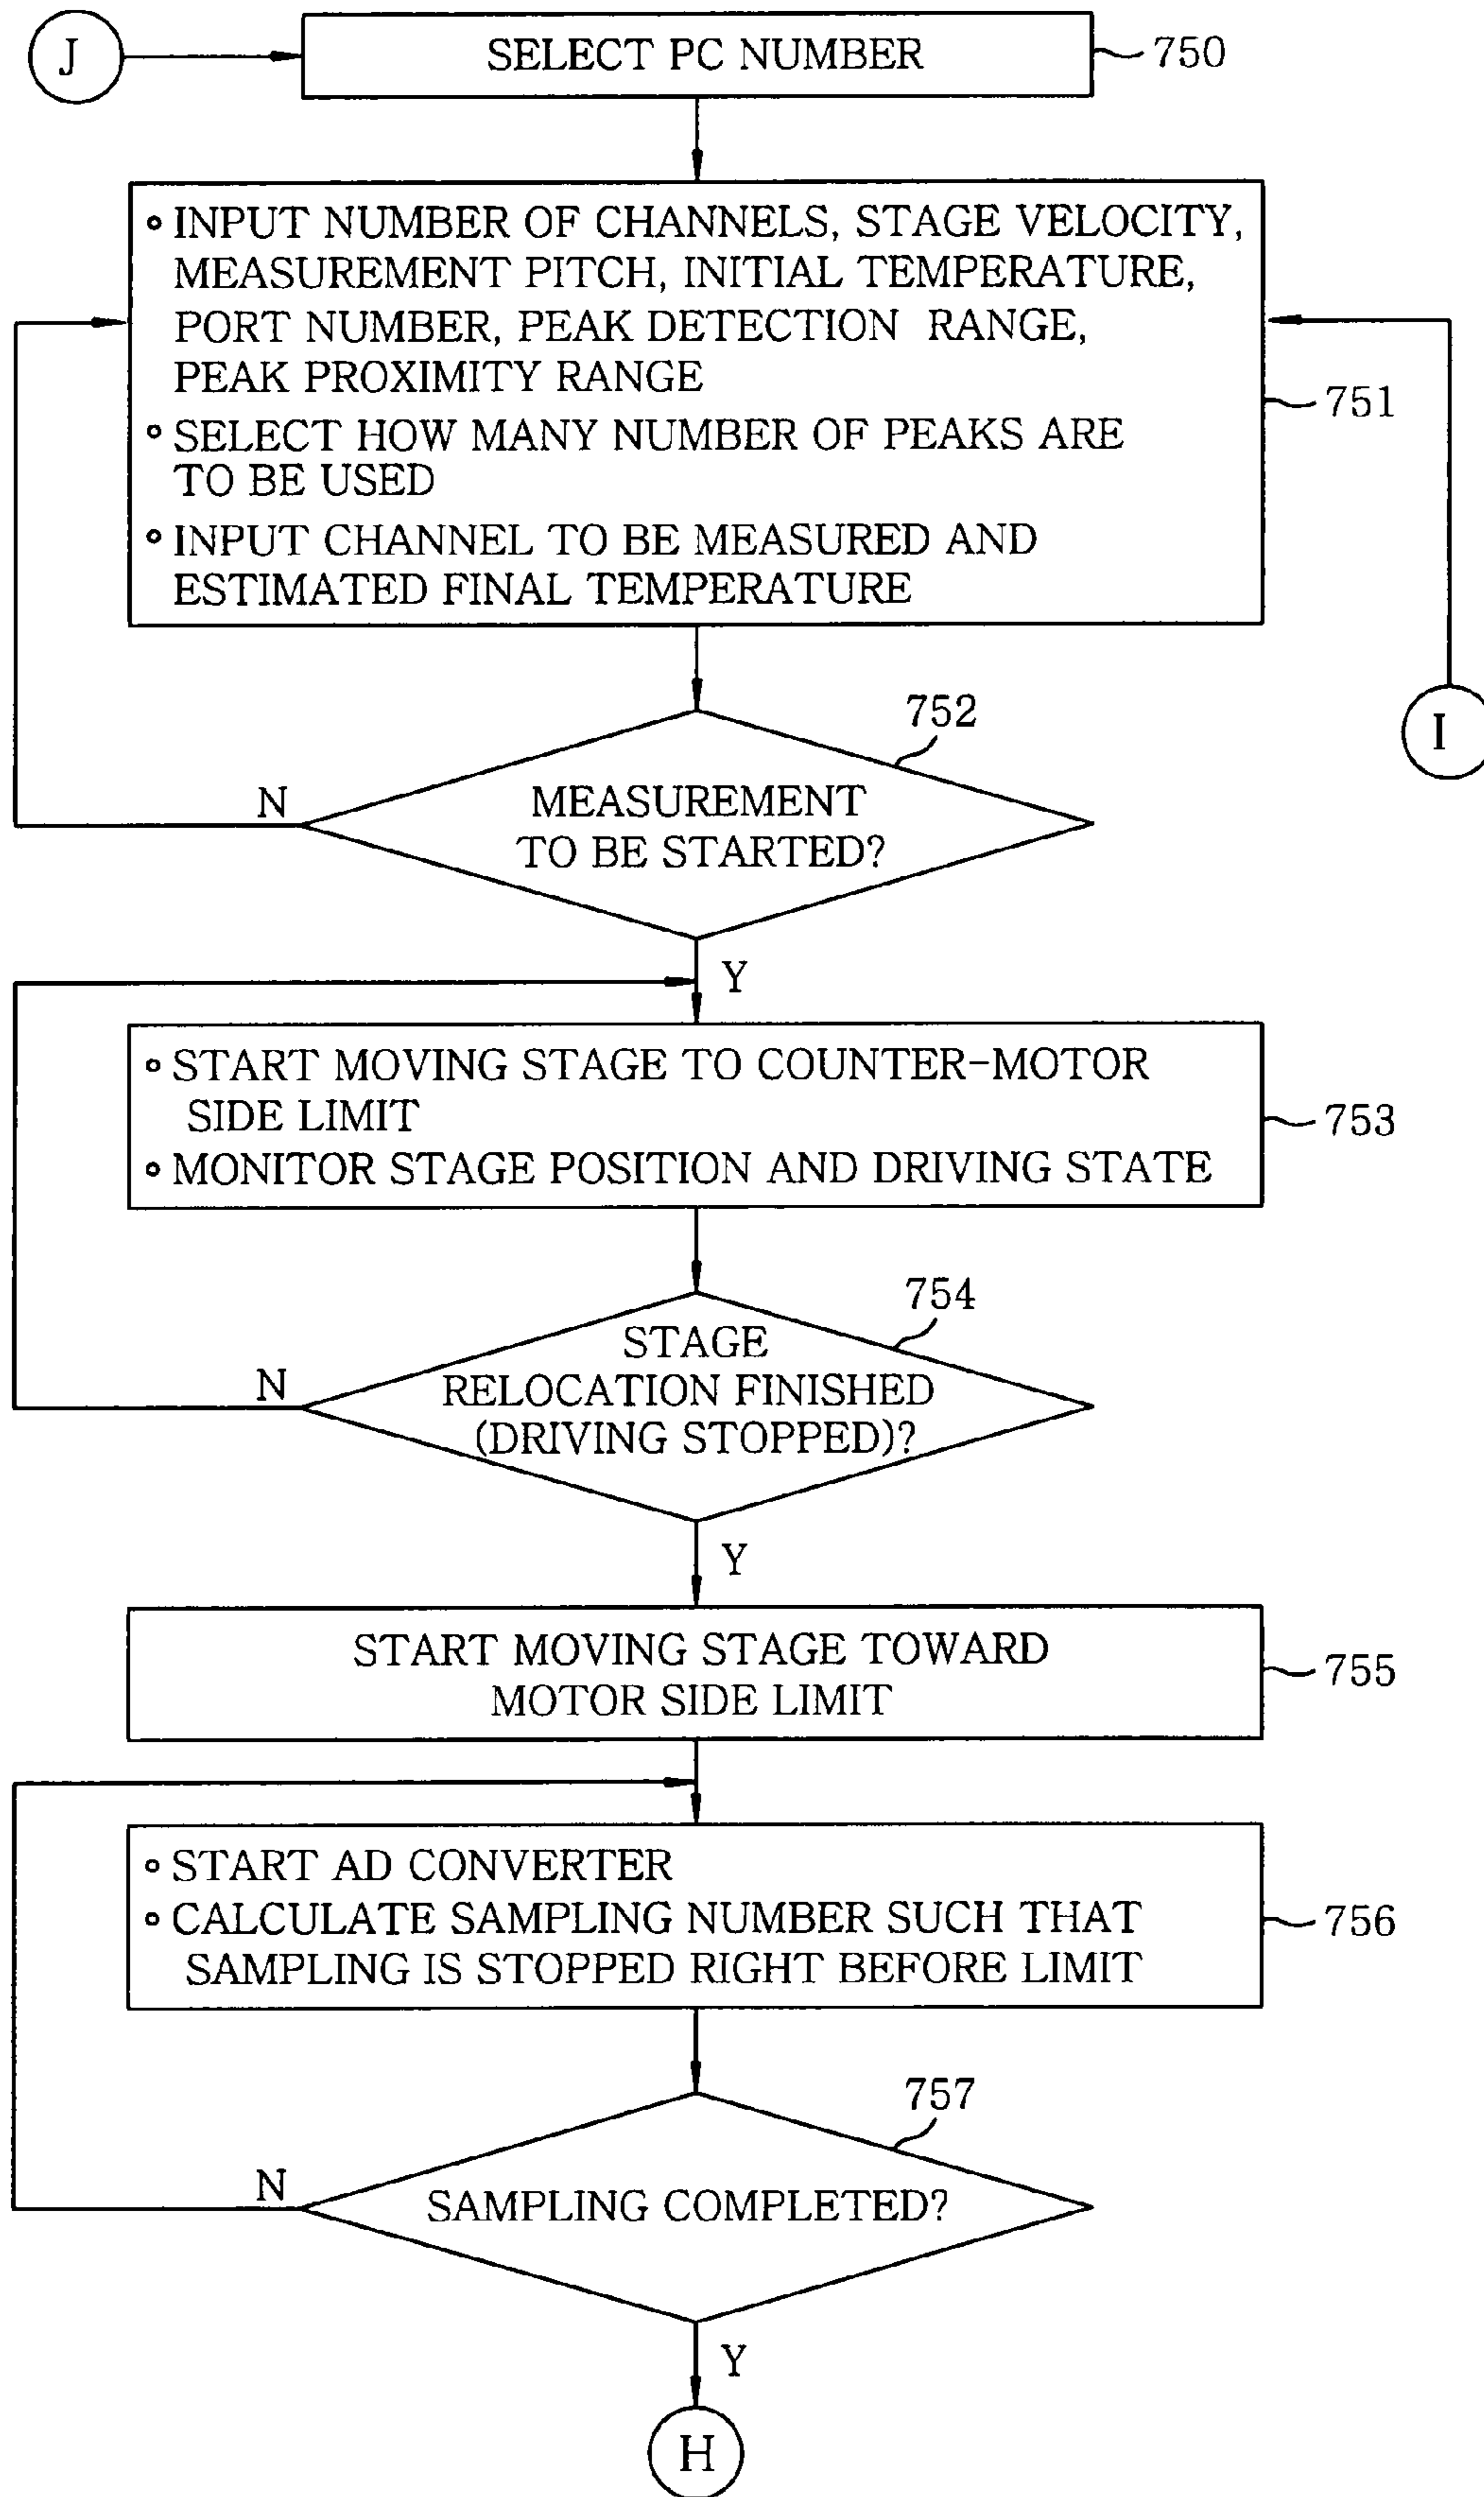 J
SELECT PC NUMBER
750
INPUT NUMBER OF CHANNELS, STAGE VELOCITY,
MEASUREMENT PITCH, INITIAL TEMPERATURE,
PORT NUMBER, PEAK DETECTION RANGE,
PEAK PROXIMITY RANGE
751
SELECT HOW MANY NUMBER OF PEAKS ARE
TO BE USED
INPUT CHANNEL TO BE MEASURED AND
ESTIMATED FINAL TEMPERATURE
752
I
N
MEASUREMENT
TO BE STARTED?
Y
START MOVING STAGE TO COUNTER-MOTOR
SIDE LIMIT
753
MONITOR STAGE POSITION AND DRIVING STATE
754
N
STAGE
RELOCATION FINISHED
(DRIVING STOPPED)?
Y
START MOVING STAGE TOWARD
MOTOR SIDE LIMIT
755
START AD CONVERTER
CALCULATE SAMPLING NUMBER SUCH THAT
SAMPLING IS STOPPED RIGHT BEFORE LIMIT
756
757
N
SAMPLING COMPLETED?
Y
H